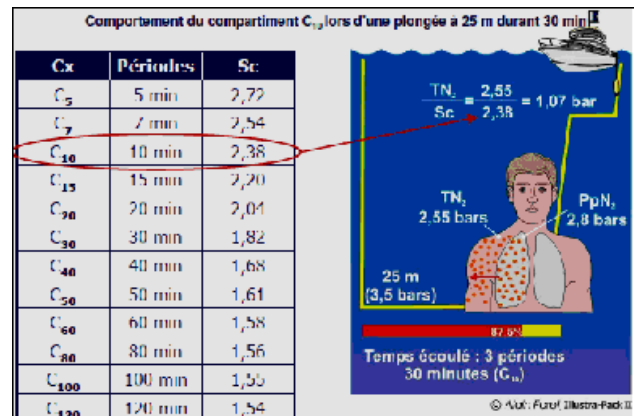 Comportement du compartiment C₁₀ lors d'une plongée à 25 m durant 30 min
Cx Périodes Sc
C₅ 5 min 2,72
C₇ 7 min 2,54
C₁₀ 10 min 2,38
C₁₅ 15 min 2,20
C₂₀ 20 min 2,04
C₃₀ 30 min 1,82
C₄₀ 40 min 1,68
C₅₀ 50 min 1,61
C₆₀ 60 min 1,58
C₈₀ 80 min 1,56
C₁₀₀ 100 min 1,55
C₁₂₀ 120 min 1,54
TN₂ / Sc = 2,55 / 2,38 = 1,07 bar
TN₂
2,55 bars
PpN₂
2,8 bars
25 m
(3,5 bars)
87.5%
Temps écoulé : 3 périodes
30 minutes (C₁₀)
© Illustra-Pack II